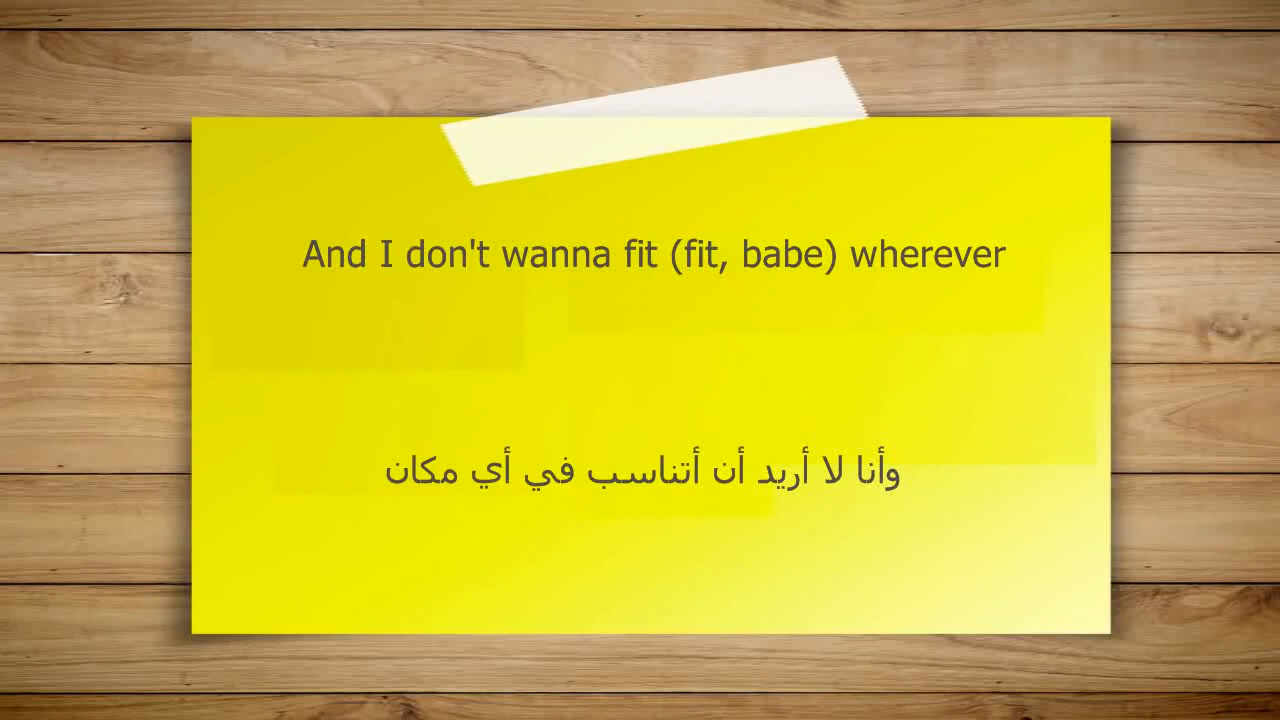 And I don't wanna fit (fit, babe) wherever
وأنا لا أريد أن أتناسب في أي مكان